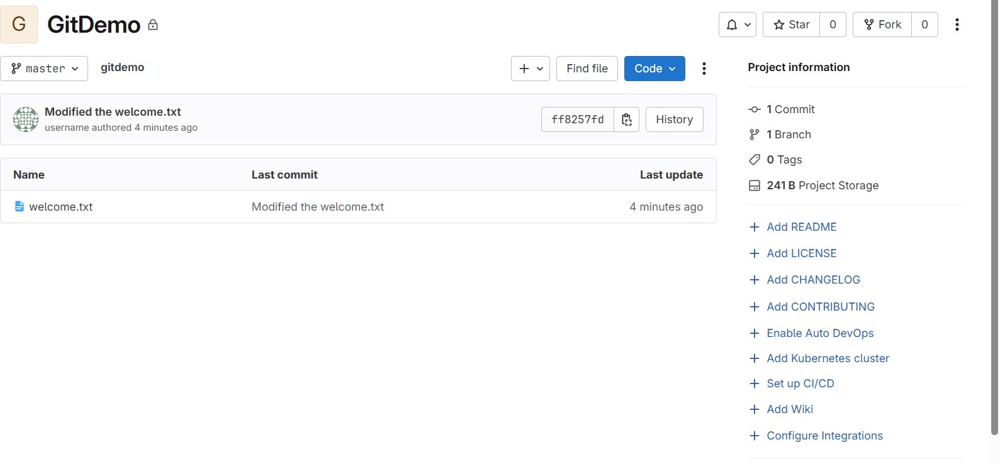 G GitDemo Star 0 Fork 0
master gitdemo Find file Code
Modified the welcome.txt
username authored 4 minutes ago
ff8257fd History
Name Last commit Last update
welcome.txt Modified the welcome.txt 4 minutes ago
Project information
1 Commit
1 Branch
0 Tags
241 B Project Storage
Add README
Add LICENSE
Add CHANGELOG
Add CONTRIBUTING
Enable Auto DevOps
Add Kubernetes cluster
Set up CI/CD
Add Wiki
Configure Integrations